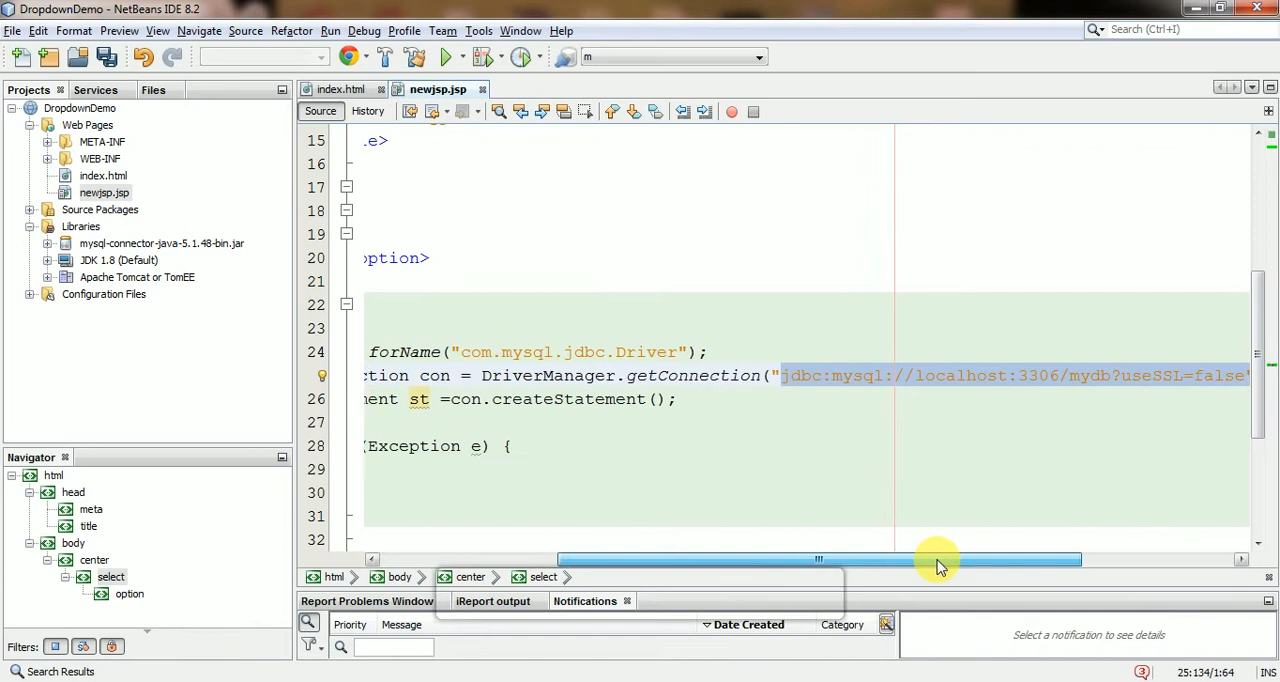 DropdownDemo - NetBeans IDE 8.2
File Edit Format Preview View Navigate Source Refactor Run Debug Profile Team Tools Window Help
Search (Ctrl+I)
m
Projects Services Files
index.html newjsp.jsp
Source History
DropdownDemo
Web Pages
META-INF
WEB-INF
index.html
newjsp.jsp
Source Packages
Libraries
mysql-connector-java-5.1.48-bin.jar
JDK 1.8 (Default)
Apache Tomcat or TomEE
Configuration Files
15 .e>
16
17
18
19
20 option>
21
22
23
24 forName("com.mysql.jdbc.Driver");
ction con = DriverManager.getConnection("jdbc:mysql://localhost:3306/mydb?useSSL=false"
26 ment st =con.createStatement();
27
28 (Exception e) {
29
30
31
32
Navigator
html
head
meta
title
body
center
select
option
Filters:
html body center select
Report Problems Window iReport output Notifications
Priority Message Date Created Category
Select a notification to see details
Search Results
3 25:134/1:64 INS